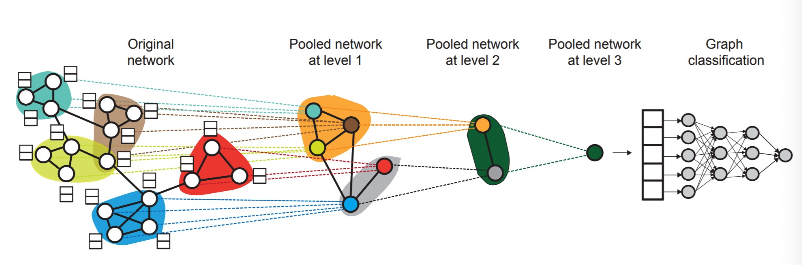 Original
network
Pooled network
at level 1
Pooled network
at level 2
Pooled network
at level 3
Graph
classification